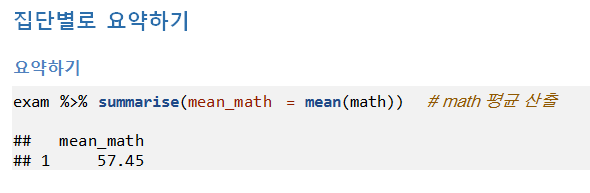 집단별로 요약하기
요약하기
exam %>% summarise(mean_math = mean(math))  # math 평균 산출
##   mean_math
## 1     57.45